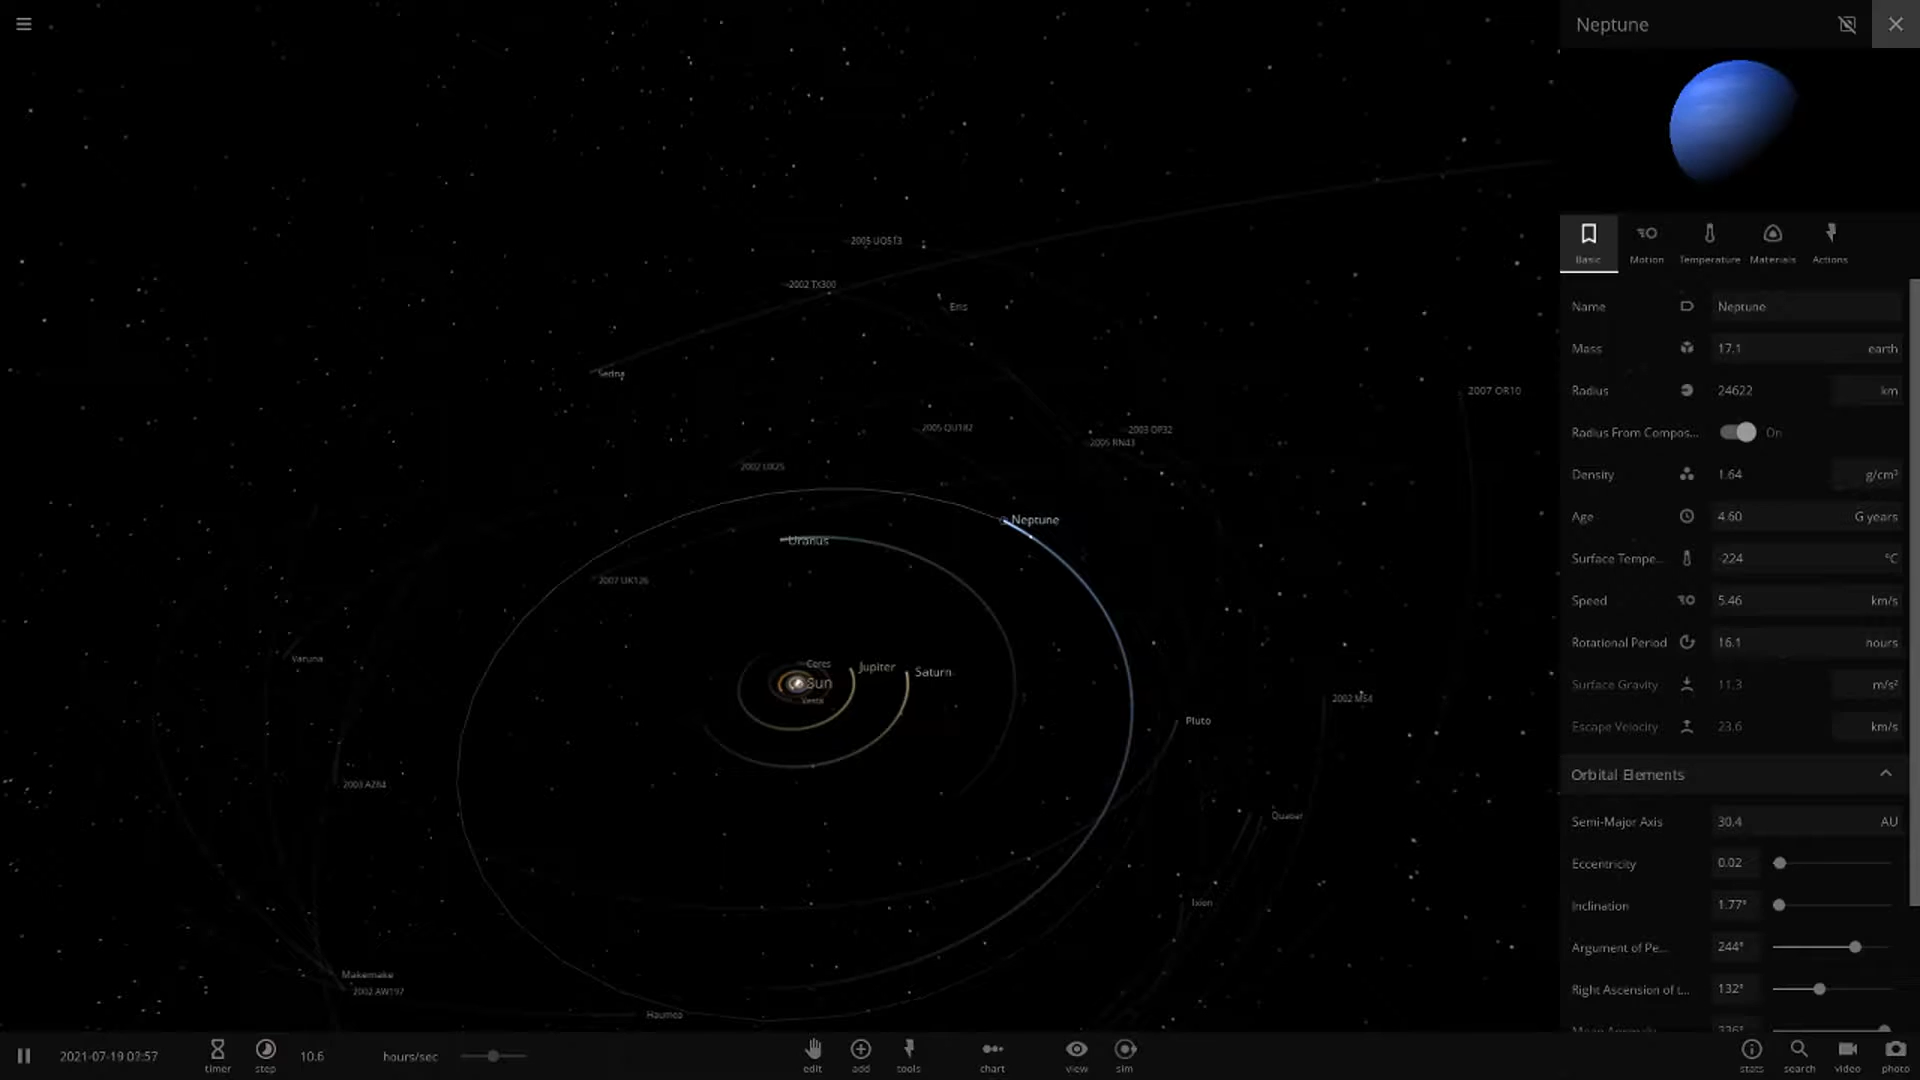 Neptune
Basic
Motion
Temperature
Materials
Actions
Name
Neptune
Mass
17.1
earth
Radius
24622
km
Radius From Compos...
On
Density
1.64
g/cm³
Age
4.60
G years
Surface Tempe...
-224
°C
Speed
5.46
km/s
Rotational Period
16.1
hours
Surface Gravity
11.3
m/s²
Escape Velocity
23.6
km/s
Orbital Elements
Semi-Major Axis
30.4
AU
Eccentricity
0.02
Inclination
1.77°
Argument of Pe...
244°
Right Ascension of t...
132°
2005 UQ513
2002 TX300
Eris
Sedna
2007 OR10
2005 QU182
2003 OP32
2005 RN43
2002 UX25
Neptune
Uranus
2007 UK126
Varuna
Ceres
Jupiter
Saturn
Sun
Vesta
2002 MS4
Pluto
2003 AZ84
Quaoar
Ixion
Makemake
2002 AW197
Haumea
2021-07-19
timer
step
10.6
hours/sec
edit
add
tools
chart
view
sim
stats
search
video
photo